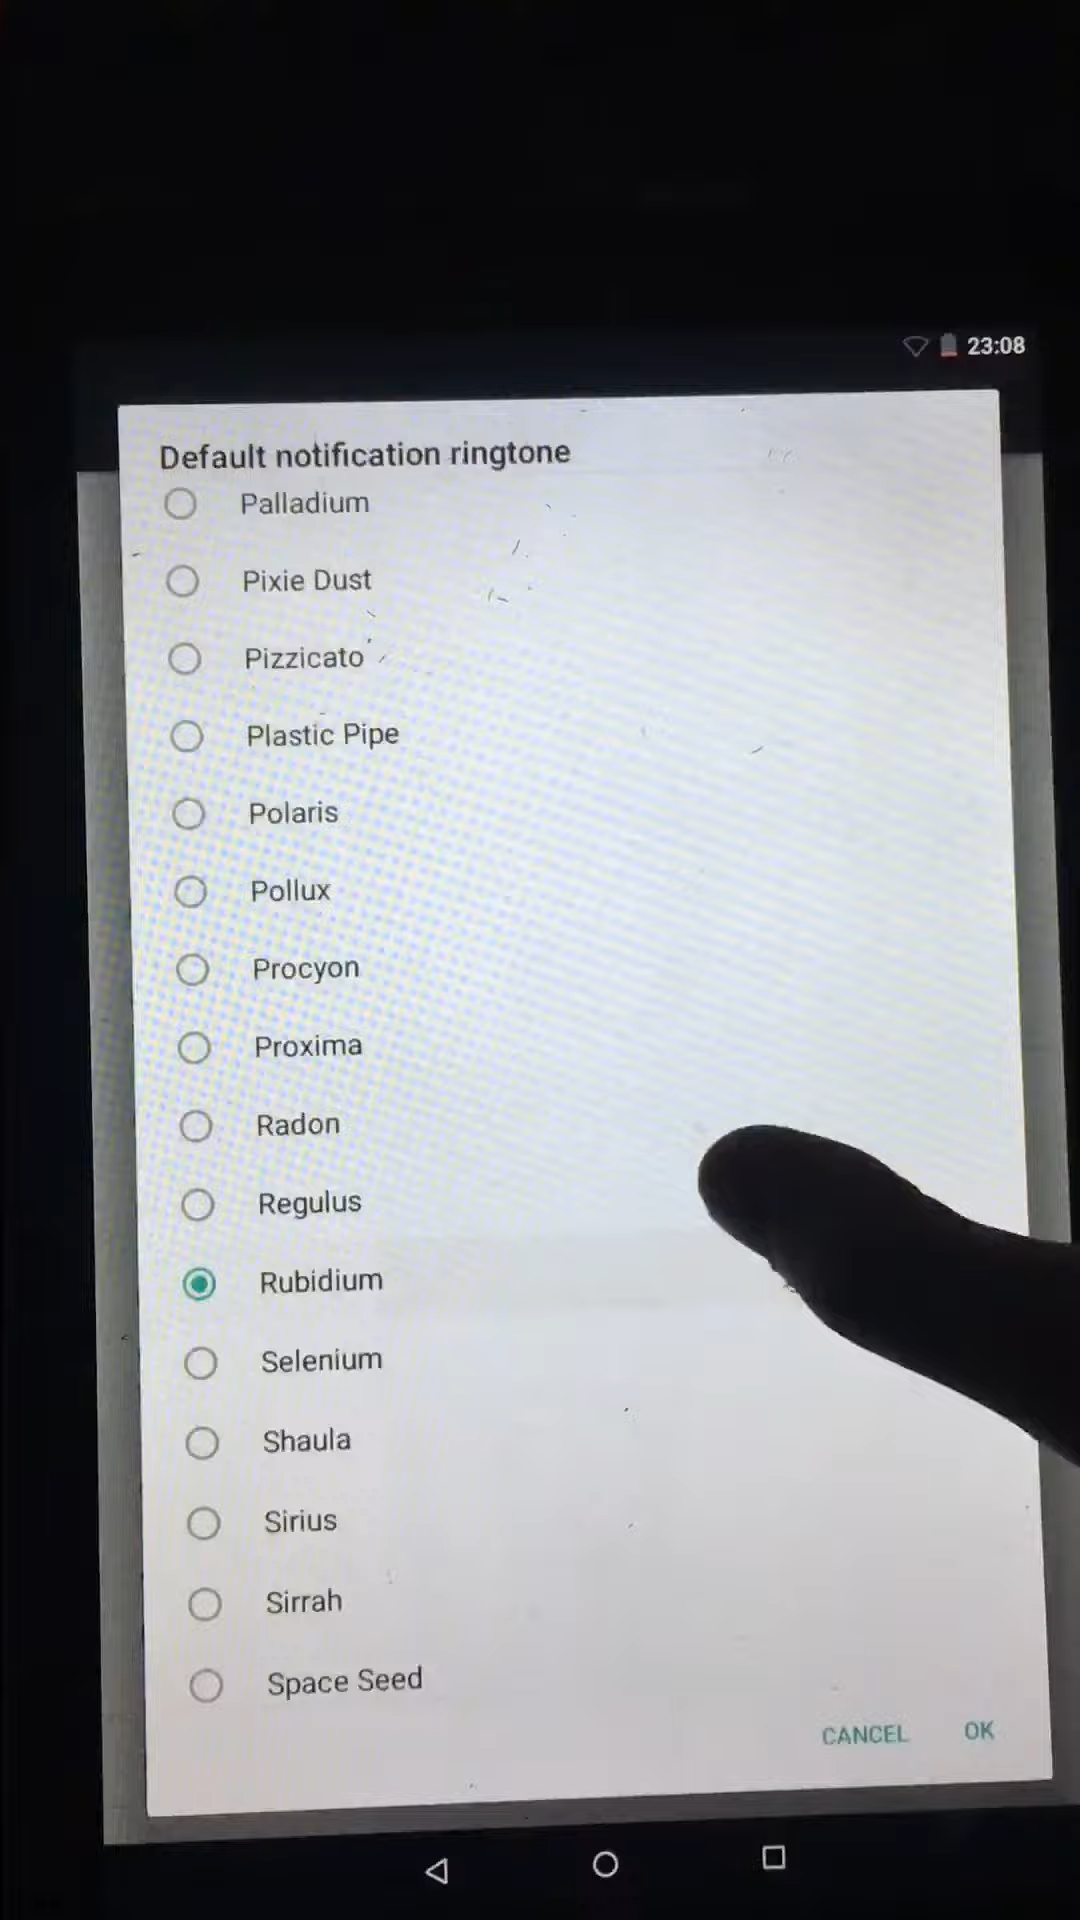 23:08
Default notification ringtone
Palladium
Pixie Dust
Pizzicato
Plastic Pipe
Polaris
Pollux
Procyon
Proxima
Radon
Regulus
Rubidium
Selenium
Shaula
Sirius
Sirrah
Space Seed
CANCEL OK